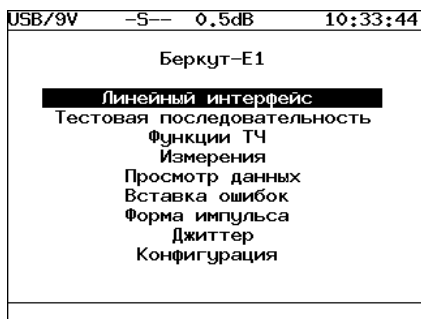 USB/9V -S-- 0.5dB 10:33:44
Беркут-E1
Линейный интерфейс
Тестовая последовательность
Функции ТЧ
Измерения
Просмотр данных
Вставка ошибок
Форма импульса
Джиттер
Конфигурация